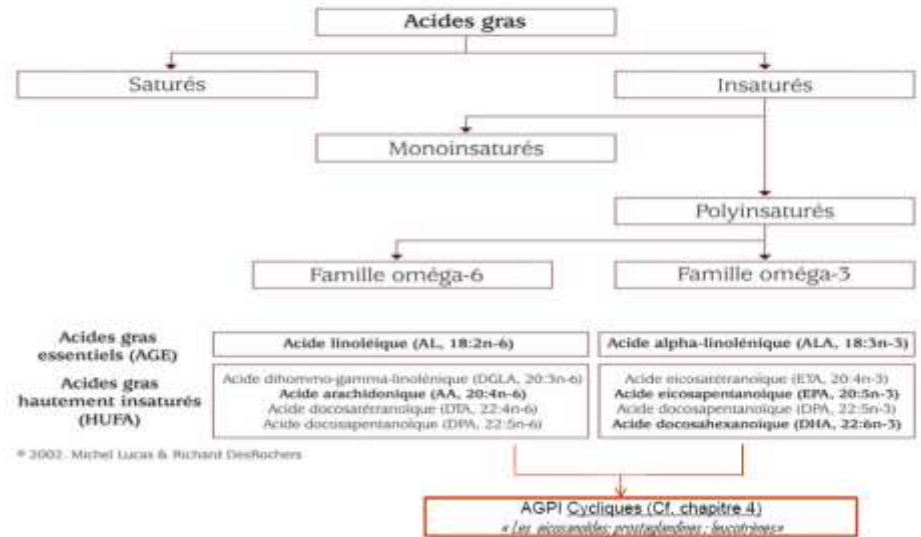 Acides gras
Saturés
Insaturés
Monoinsaturés
Polyinsaturés
Famille oméga-6
Famille oméga-3
Acides gras
essentiels (AGE)
Acide linoléique (AL, 18:2n-6)
Acide alpha-linolénique (ALA, 18:3n-3)
Acides gras
hautement insaturés
(HUFA)
Acide dihommo-gamma-linolénique (DGLA, 20:3n-6)
Acide arachidonique (AA, 20:4n-6)
Acide docosarétranoïque (DTA, 22:4n-6)
Acide docosapentanoïque (DPA, 22:5n-6)
Acide eicosarétranoïque (ETA, 20:4n-3)
Acide eicosapentanoïque (EPA, 20:5n-3)
Acide docosapentanoïque (DPA, 22:5n-3)
Acide docosahexanoïque (DHA, 22:6n-3)
© 2002. Michel Lucas & Richard DesRochers
AGPI Cycliques (Cf, chapitre 4)
« Les eicosanoïdes; prostaglandines ; leucotriènes»